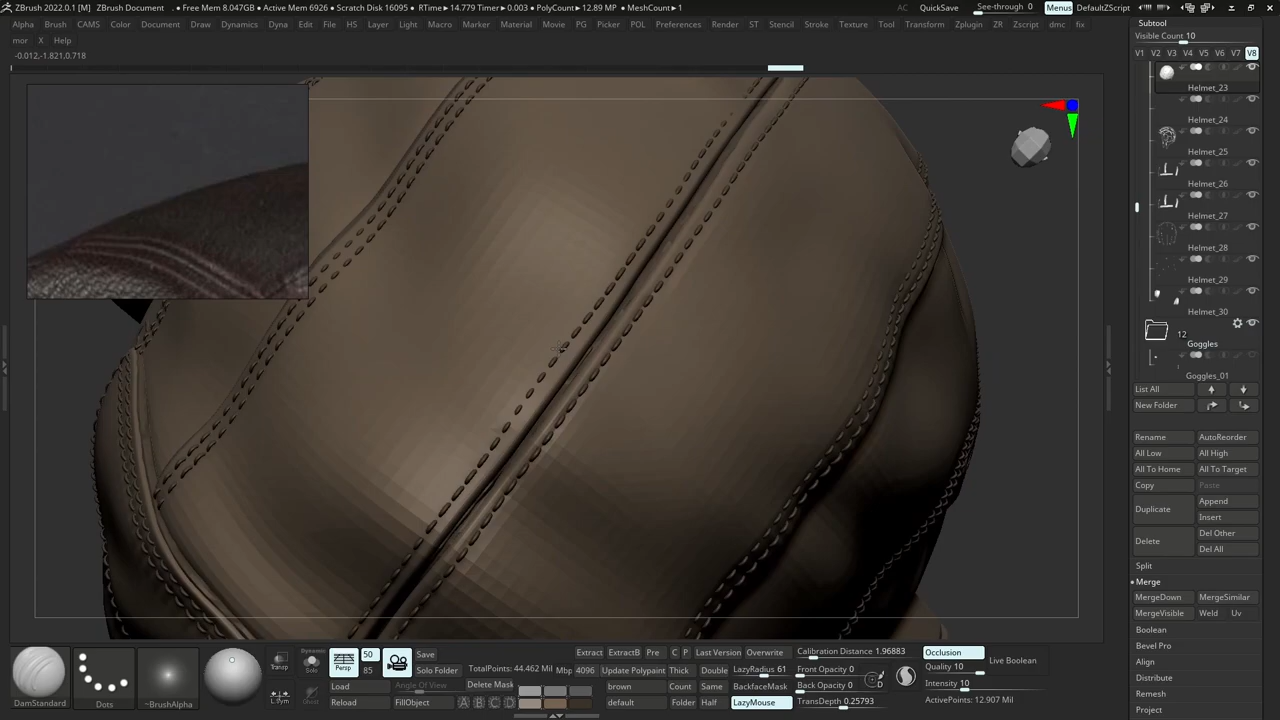 ZBrush 2022.0.1 [M] ZBrush Document . ● Free Mem 8.047GB ● Active Mem 6926 ● Scratch Disk 16095 ● RTime▸14.779 Timer▸0.003 ● PolyCount▸12.89 MP ● MeshCount▸1 AC QuickSave See-through 0 Menus DefaultZScript
Alpha Brush CAMS Color Document Draw Dynamics Dyna Edit File HS Layer Light Macro Marker Material Movie PG Picker POL Preferences Render ST Stencil Stroke Texture Tool Transform Zplugin ZR Zscript dmc fix
mor X Help
-0.012,-1.821,0.718
Subtool
Visible Count 10
V1 V2 V3 V4 V5 V6 V7 V8
Helmet_23
Helmet_24
Helmet_25
Helmet_26
Helmet_27
Helmet_28
Helmet_29
Helmet_30
12
Goggles
Goggles_01
List All
New Folder
Rename AutoReorder
All Low All High
All To Home All To Target
Copy Paste
Duplicate Append
Insert
Delete Del Other
Del All
Split
Merge
MergeDown MergeSimilar
MergeVisible Weld Uv
Boolean
Bevel Pro
Align
Distribute
Remesh
Project
DamStandard
Dots
~BrushAlpha
Transp
L.Sym
Dynamic
Solo
Ghost
Persp
50
85
Save
Solo Folder
Load Angle Of View
Reload FillObject A B C D
TotalPoints: 44.462 Mil
Delete Mask
Extract ExtractB C P Last Version Overwrite
Mib 4096 Update Polypaint Thick Double
brown Count Same
default Folder Half
LazyRadius 61
BackfaceMask
LazyMouse
Calibration Distance 1.96883
Front Opacity 0
Back Opacity 0
TransDepth 0.25793
Occlusion
Quality 10
Intensity 10
ActivePoints: 12.907 Mil
Live Boolean